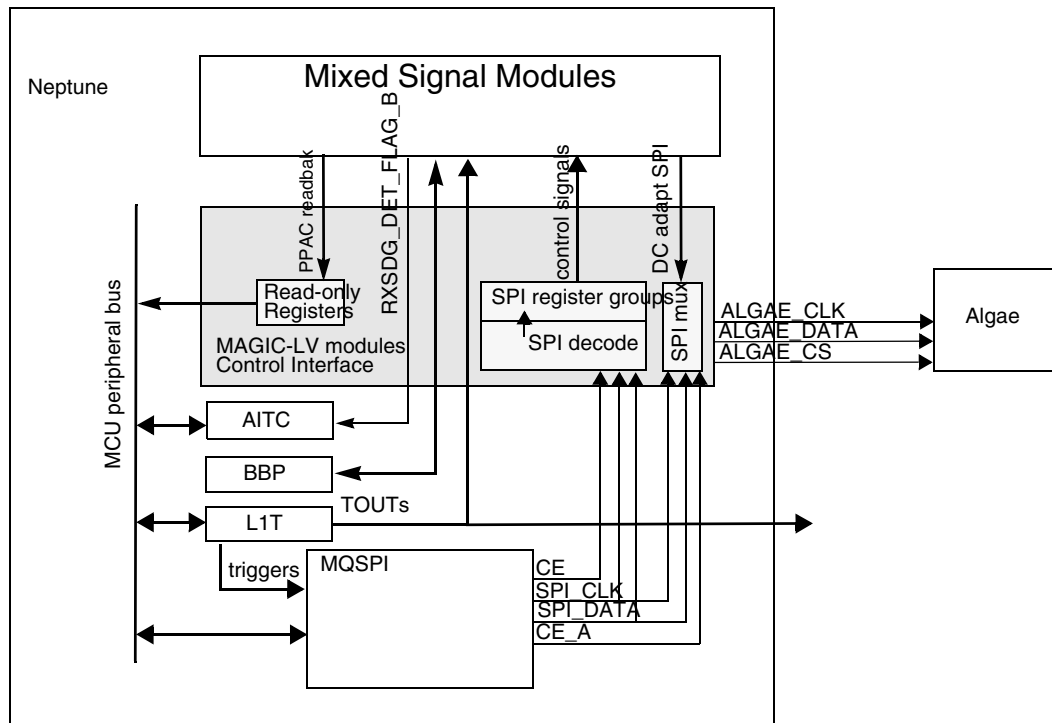 Mixed Signal Modules
Neptune
PPAC readbak
RXSDG_DET_FLAG_B
control signals
DC adapt SPI
MCU peripheral bus
Read-only
Registers
SPI register groups
SPI decode
SPI mux
MAGIC-LV modules
Control Interface
ALGAE_CLK
ALGAE_DATA
ALGAE_CS
Algae
AITC
BBP
L1T
TOUTs
triggers
MQSPI
CE
SPI_CLK
SPI_DATA
CE_A